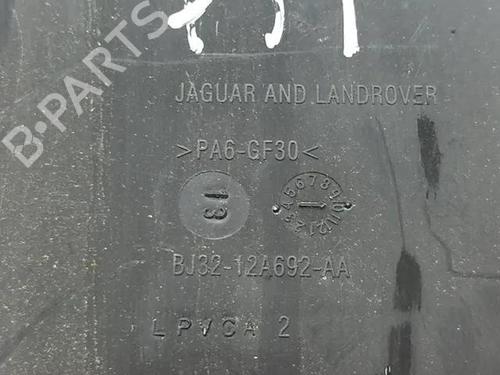 B-PARTS
JAGUAR AND LANDROVER
>PA6-GF30<
13
BJ32-12A692-AA
LPVCA 2